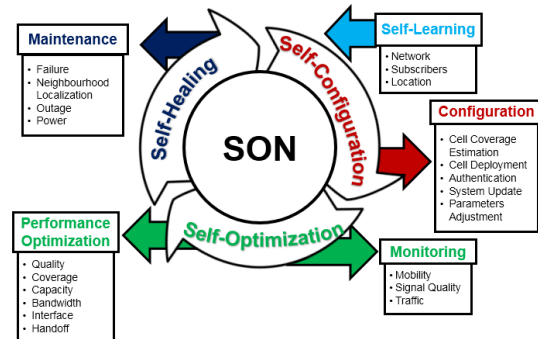 Maintenance
• Failure
• Neighbourhood
Localization
• Outage
• Power
Self-Learning
• Network
• Subscribers
• Location
Self-Healing
Self-Configuration
SON
Configuration
• Cell Coverage
Estimation
• Cell Deployment
• Authentication
• System Update
• Parameters
Adjustment
Self-Optimization
Performance
Optimization
• Quality
• Coverage
• Capacity
• Bandwidth
• Interface
• Handoff
Monitoring
• Mobility
• Signal Quality
• Traffic